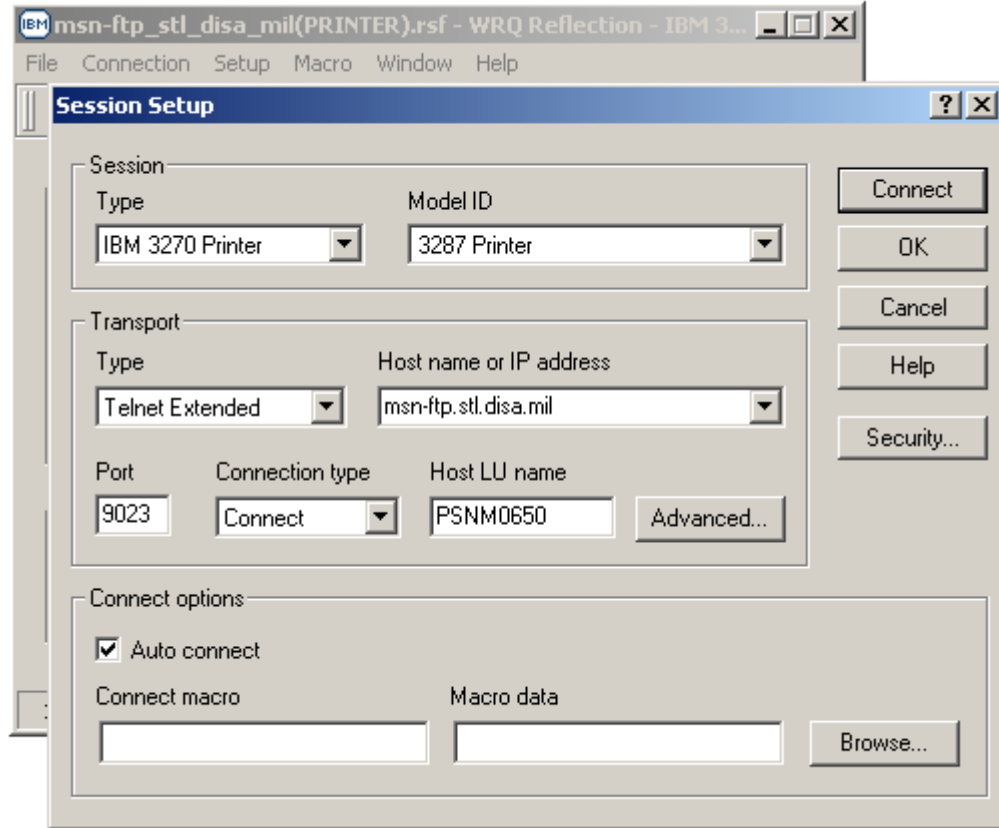 IBM msn-ftp_stl_disa_mil(PRINTER).rsf - WRQ Reflection - IBM 3...
File Connection Setup Macro Window Help
Session Setup
Session
Type Model ID
IBM 3270 Printer 3287 Printer
Connect
OK
Cancel
Help
Security...
Transport
Type Host name or IP address
Telnet Extended msn-ftp.stl.disa.mil
Port Connection type Host LU name
9023 Connect PSNM0650 Advanced...
Connect options
Auto connect
Connect macro Macro data
Browse...